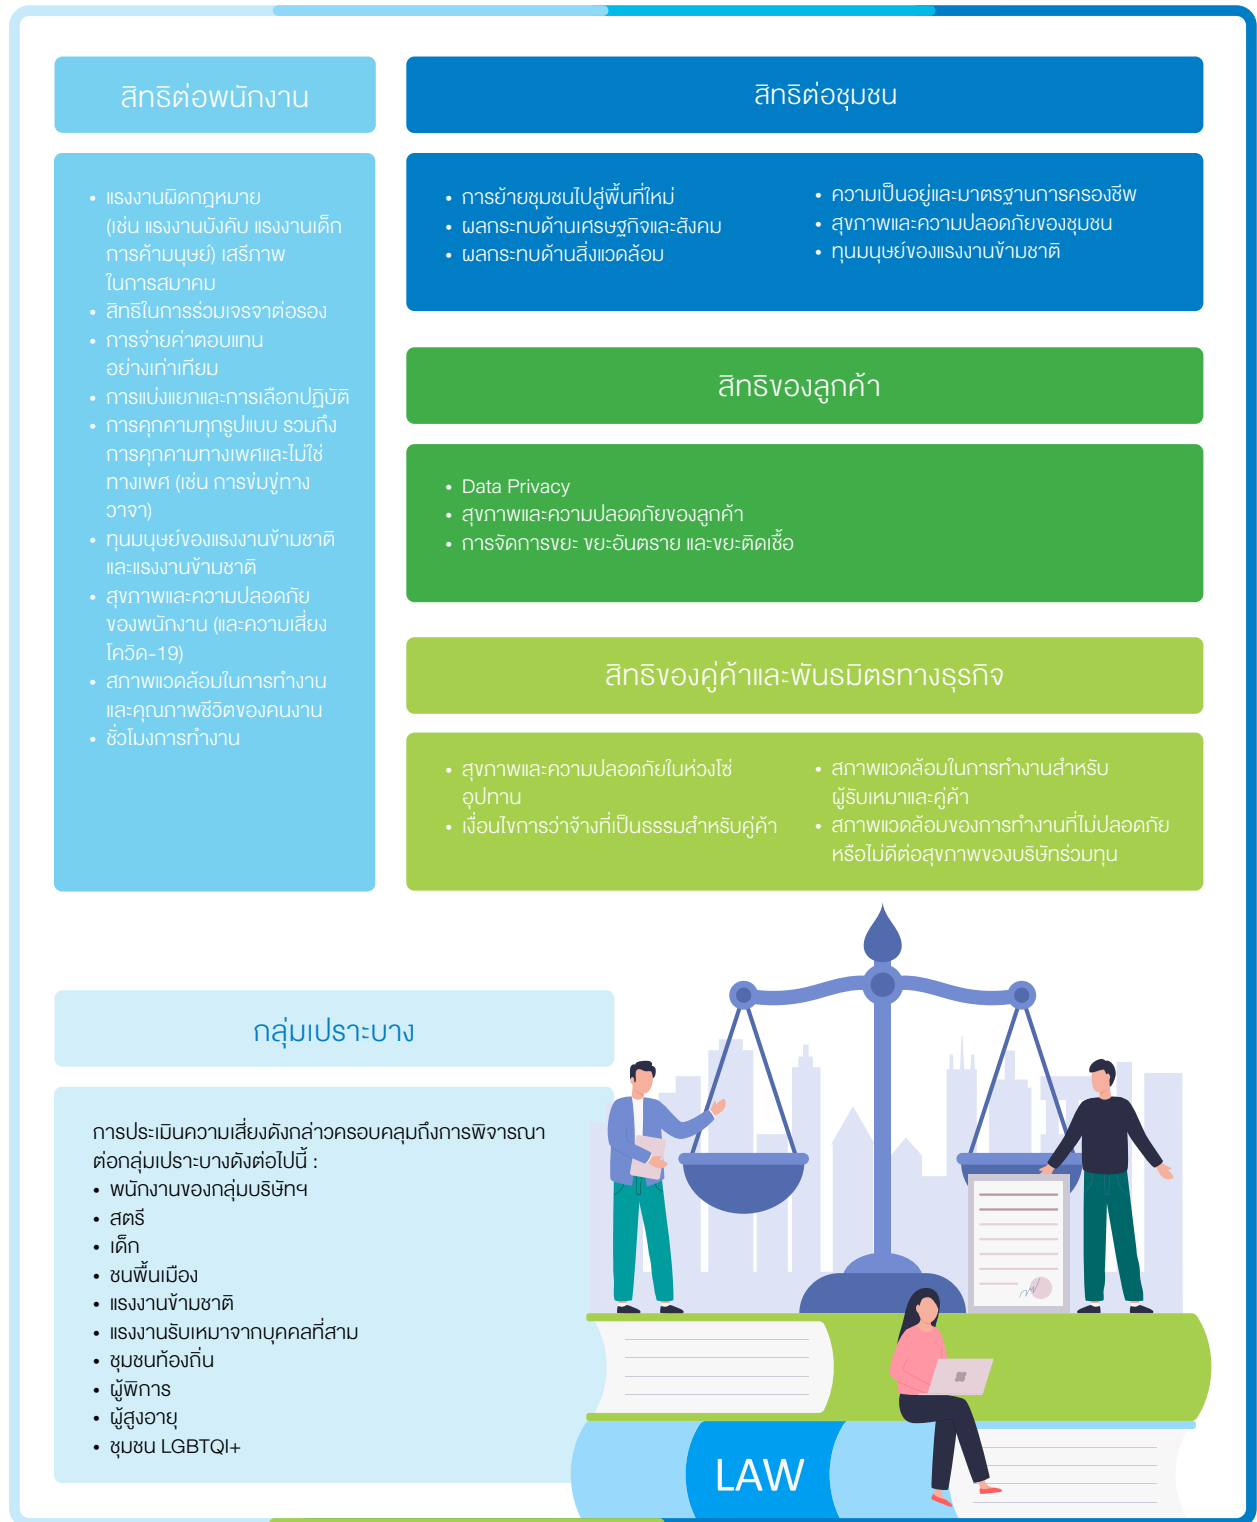 สิทธิต่อพนักงาน
• แรงงานผิดกฎหมาย
(เช่น แรงงานบังคับ แรงงานเด็ก
การค้ามนุษย์) เสรีภาพ
ในการสมาคม
• สิทธิในการร่วมเจรจาต่อรอง
• การจ่ายค่าตอบแทน
อย่างเท่าเทียม
• การแบ่งแยกและการเลือกปฏิบัติ
• การคุกคามทุกรูปแบบ รวมถึง
การคุกคามทางเพศและไม่ใช่
ทางเพศ (เช่น การข่มขู่ทาง
วาจา)
• ทุนมนุษย์ของแรงงานข้ามชาติ
และแรงงานข้ามชาติ
• สุขภาพและความปลอดภัย
ของพนักงาน (และความเสี่ยง
โควิด-19)
• สภาพแวดล้อมในการทำงาน
และคุณภาพชีวิตของคนงาน
• ชั่วโมงการทำงาน
สิทธิต่อชุมชน
• การย้ายชุมชนไปสู่พื้นที่ใหม่
• ผลกระทบด้านเศรษฐกิจและสังคม
• ผลกระทบด้านสิ่งแวดล้อม
• ความเป็นอยู่และมาตรฐานการครองชีพ
• สุขภาพและความปลอดภัยของชุมชน
• ทุนมนุษย์ของแรงงานข้ามชาติ
สิทธิของลูกค้า
• Data Privacy
• สุขภาพและความปลอดภัยของลูกค้า
• การจัดการขยะ ขยะอันตราย และขยะติดเชื้อ
สิทธิของคู่ค้าและพันธมิตรทางธุรกิจ
• สุขภาพและความปลอดภัยในห่วงโซ่
อุปทาน
• เงื่อนไขการว่าจ้างที่เป็นธรรมสำหรับคู่ค้า
• สภาพแวดล้อมในการทำงานสำหรับ
ผู้รับเหมาและคู่ค้า
• สภาพแวดล้อมของการทำงานที่ไม่ปลอดภัย
หรือไม่ดีต่อสุขภาพของบริษัทร่วมทุน
กลุ่มเปราะบาง
การประเมินความเสี่ยงดังกล่าวครอบคลุมถึงการพิจารณา
ต่อกลุ่มเปราะบางดังต่อไปนี้ :
• พนักงานของกลุ่มบริษัทฯ
• สตรี
• เด็ก
• ชนพื้นเมือง
• แรงงานข้ามชาติ
• แรงงานรับเหมาจากบุคคลที่สาม
• ชุมชนท้องถิ่น
• ผู้พิการ
• ผู้สูงอายุ
• ชุมชน LGBTQI+
LAW